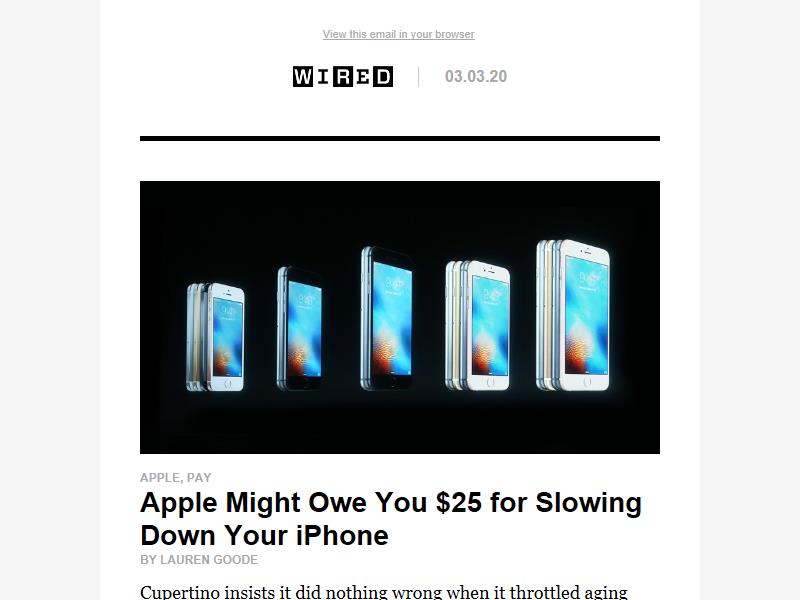 View this email in your browser
WIRED 03.03.20
APPLE, PAY
Apple Might Owe You $25 for Slowing
Down Your iPhone
BY LAUREN GOODE
Cupertino insists it did nothing wrong when it throttled aging